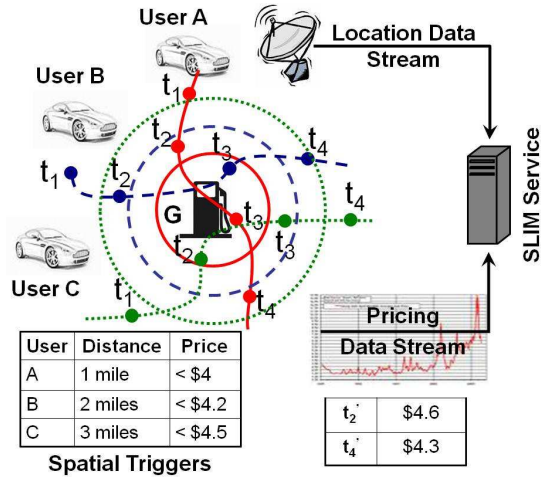 User A
Location Data
Stream
User B
t1
t2
t3
t4
t1
t2
G
t3
t4
SLIM Service
User C
t2
t3
t1
t4
Pricing
Data Stream
User Distance Price
A 1 mile < $4
B 2 miles < $4.2
C 3 miles < $4.5
t2' $4.6
t4' $4.3
Spatial Triggers